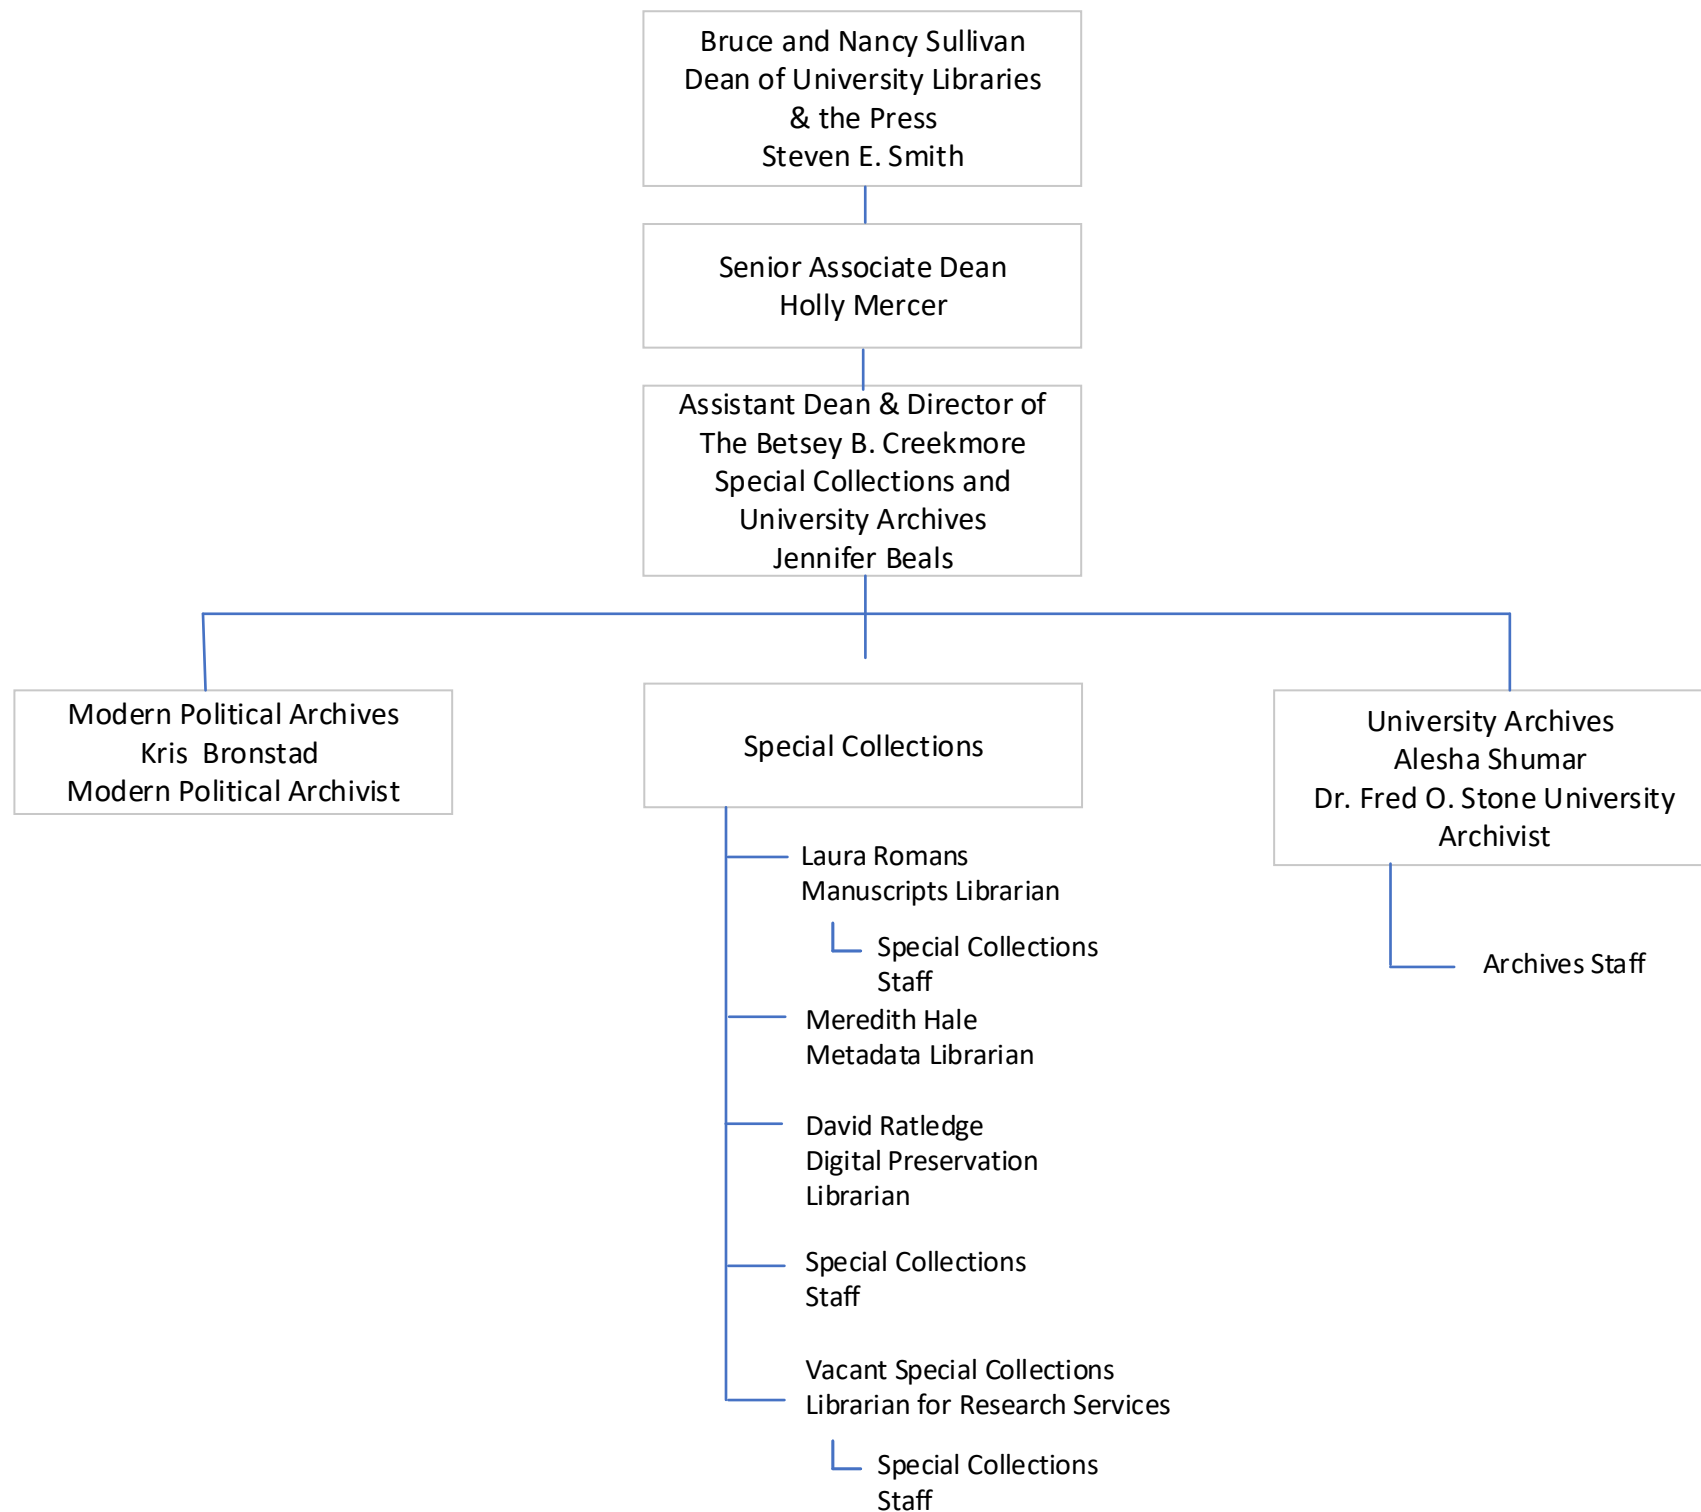 Bruce and Nancy Sullivan
Dean of University Libraries
& the Press
Steven E. Smith
Senior Associate Dean
Holly Mercer
Assistant Dean & Director of
The Betsey B. Creekmore
Special Collections and
University Archives
Jennifer Beals
Modern Political Archives
Kris Bronstad
Modern Political Archivist
Special Collections
Laura Romans
Manuscripts Librarian
Special Collections
Staff
Meredith Hale
Metadata Librarian
David Ratledge
Digital Preservation
Librarian
Special Collections
Staff
Vacant Special Collections
Librarian for Research Services
Special Collections
Staff
University Archives
Alesha Shumar
Dr. Fred O. Stone University
Archivist
Archives Staff